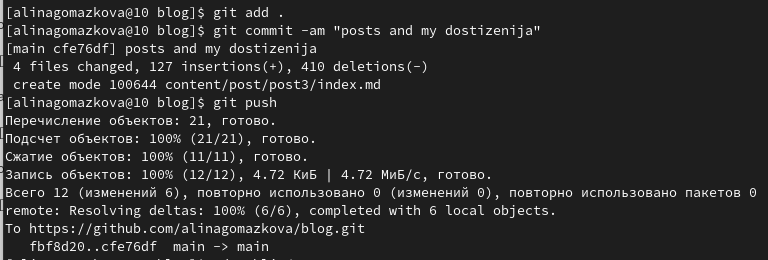 [alinagomazkova@10 blog]$ git add .
[alinagomazkova@10 blog]$ git commit -am "posts and my dostizenija"
[main cfe76df] posts and my dostizenija
 4 files changed, 127 insertions(+), 410 deletions(-)
 create mode 100644 content/post/post3/index.md
[alinagomazkova@10 blog]$ git push
Перечисление объектов: 21, готово.
Подсчет объектов: 100% (21/21), готово.
Сжатие объектов: 100% (11/11), готово.
Запись объектов: 100% (12/12), 4.72 КиБ | 4.72 МиБ/с, готово.
Всего 12 (изменений 6), повторно использовано 0 (изменений 0), повторно использовано пакетов 0
remote: Resolving deltas: 100% (6/6), completed with 6 local objects.
To https://github.com/alinagomazkova/blog.git
   fbf8d20..cfe76df  main -> main